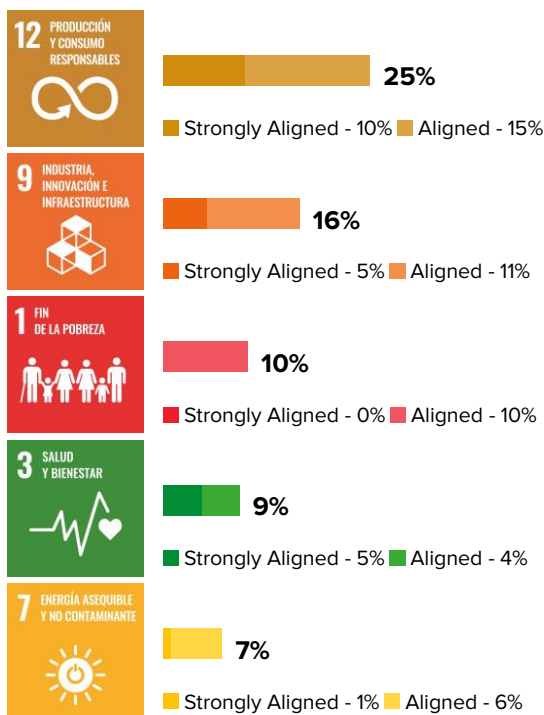 12 PRODUCCIÓN
Y CONSUMO
RESPONSABLES
25%
Strongly Aligned - 10% Aligned - 15%
9 INDUSTRIA,
INNOVACIÓN E
INFRAESTRUCTURA
16%
Strongly Aligned - 5% Aligned - 11%
1 FIN
DE LA POBREZA
10%
Strongly Aligned - 0% Aligned - 10%
3 SALUD
Y BIENESTAR
9%
Strongly Aligned - 5% Aligned - 4%
7 ENERGÍA ASEQUIBLE
Y NO CONTAMINANTE
7%
Strongly Aligned - 1% Aligned - 6%